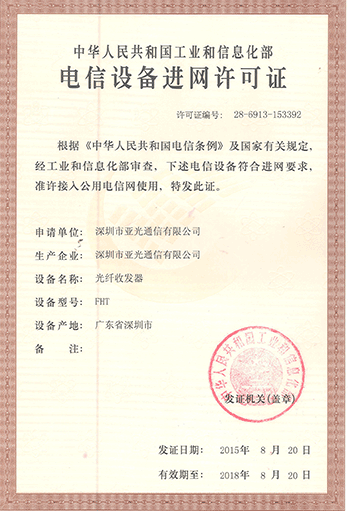 中华人民共和国工业和信息化部
电信设备进网许可证
许可证编号: 28-6913-153392
根据《中华人民共和国电信条例》及国家有关规定,
经工业和信息化部审查, 下述电信设备符合进网要求,
准许接入公用电信网使用, 特发此证。
申请单位: 深圳市亚光通信有限公司
生产企业: 深圳市亚光通信有限公司
设备名称: 光纤收发器
设备型号: FHT
设备产地: 广东省深圳市
备 注:
中华人民共和国工业和信息化部
发证机关(盖章)
发证日期: 2015年 8 月 20 日
有效期至: 2018年 8 月 20 日